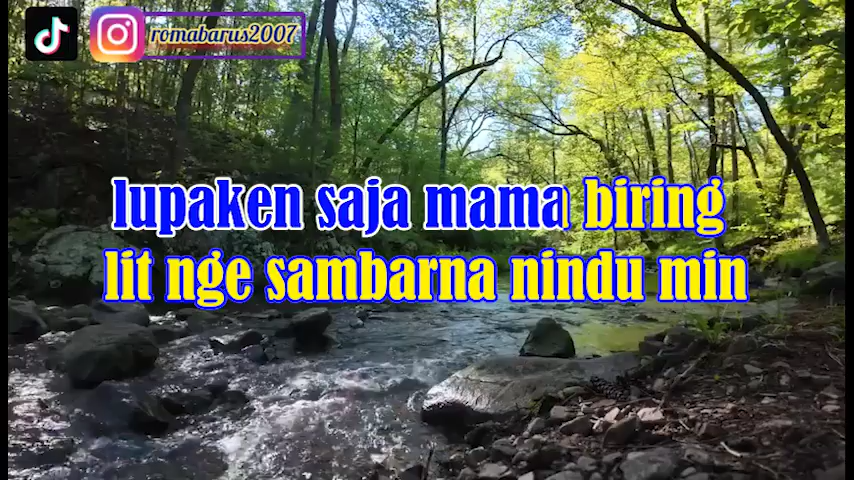 romabarus2007
lupaken saja mama biring
lit nge sambarna nindu min